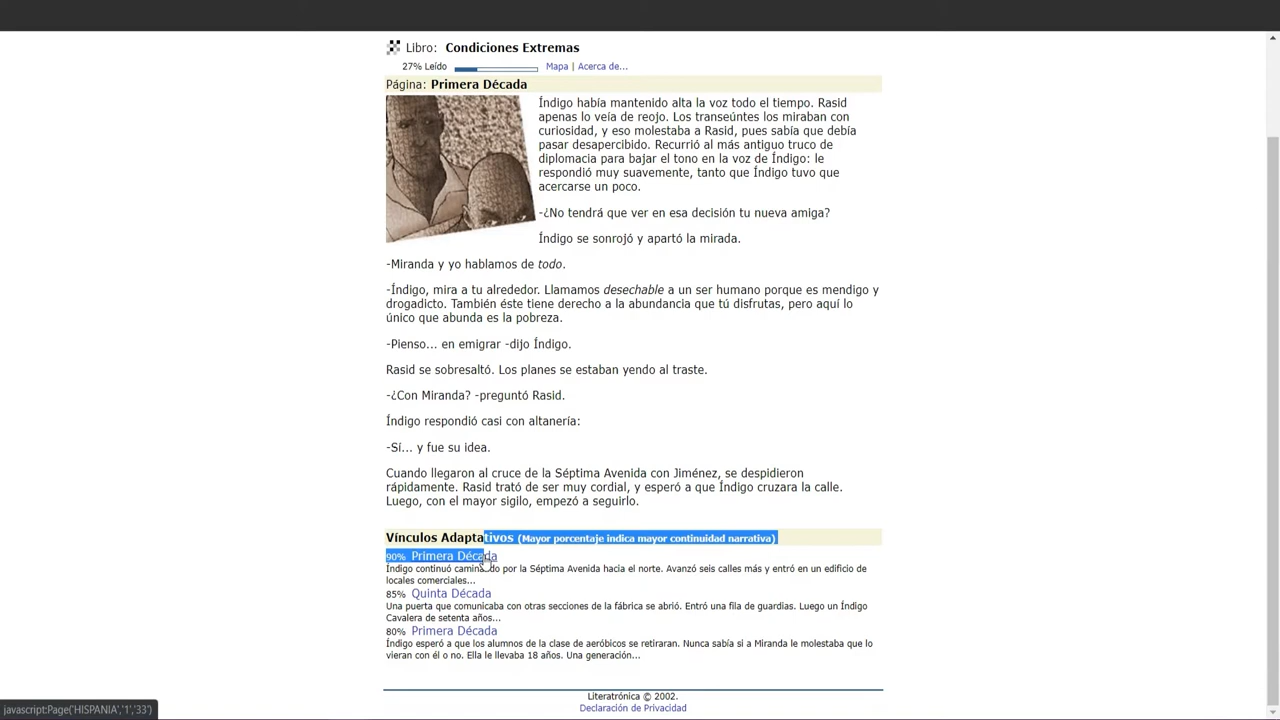 Libro: Condiciones Extremas
27% Leído Mapa | Acerca de...
Página: Primera Década
Índigo había mantenido alta la voz todo el tiempo. Rasid
apenas lo veía de reojo. Los transeúntes los miraban con
curiosidad, y eso molestaba a Rasid, pues sabía que debía
pasar desapercibido. Recurrió al más antiguo truco de
diplomacia para bajar el tono en la voz de Índigo: le
respondió muy suavemente, tanto que Índigo tuvo que
acercarse un poco.
-¿No tendrá que ver en esa decisión tu nueva amiga?
Índigo se sonrojó y apartó la mirada.
-Miranda y yo hablamos de todo.
-Índigo, mira a tu alrededor. Llamamos desechable a un ser humano porque es mendigo y
drogadicto. También éste tiene derecho a la abundancia que tú disfrutas, pero aquí lo
único que abunda es la pobreza.
-Pienso... en emigrar -dijo Índigo.
Rasid se sobresaltó. Los planes se estaban yendo al traste.
-¿Con Miranda? -preguntó Rasid.
Índigo respondió casi con altanería:
-Sí... y fue su idea.
Cuando llegaron al cruce de la Séptima Avenida con Jiménez, se despidieron
rápidamente. Rasid trató de ser muy cordial, y esperó a que Índigo cruzara la calle.
Luego, con el mayor sigilo, empezó a seguirlo.
Vínculos Adaptativos (Mayor porcentaje indica mayor continuidad narrativa)
90% Primera Década
Índigo continuó caminando por la Séptima Avenida hacia el norte. Avanzó seis calles más y entró en un edificio de
locales comerciales...
85% Quinta Década
Una puerta que comunicaba con otras secciones de la fábrica se abrió. Entró una fila de guardias. Luego un Índigo
Cavalera de setenta años...
80% Primera Década
Índigo esperó a que los alumnos de la clase de aeróbicos se retiraran. Nunca sabía si a Miranda le molestaba que lo
vieran con él o no. Ella le llevaba 18 años. Una generación...
Literatrónica © 2002.
Declaración de Privacidad
javascript:Page('HISPANIA','1','33')